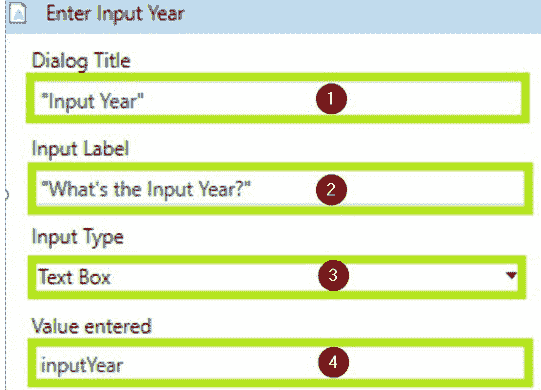 Enter Input Year
Dialog Title
"Input Year" 1
Input Label
"What's the Input Year?" 2
Input Type
Text Box 3
Value entered
inputYear 4